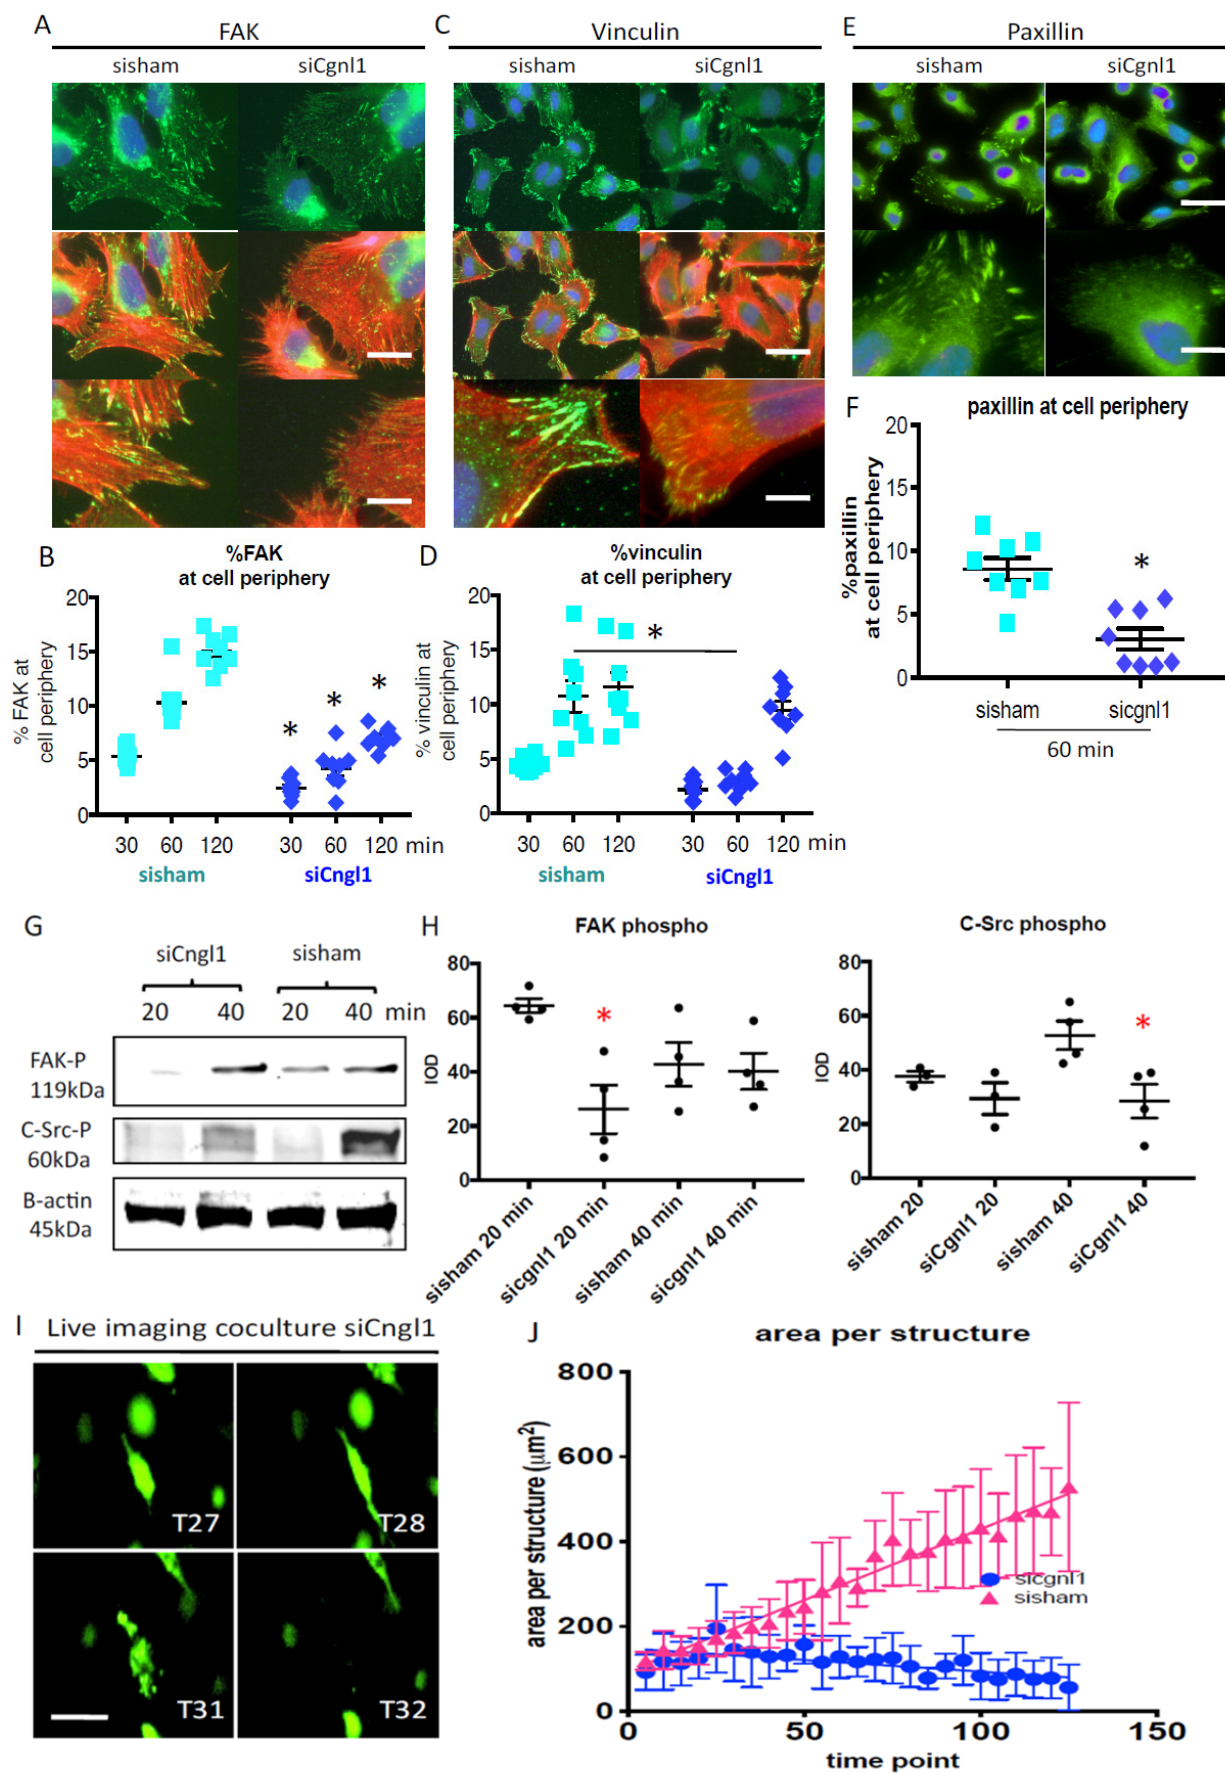 A
FAK
sisham siCgnl1
C
Vinculin
sisham siCgnl1
E
Paxillin
sisham siCgnl1
B
%FAK
at cell periphery
% FAK at
cell periphery
20
15
10
5
0
30 60 120 30 60 120 min
sisham siCngl1
D
%vinculin
at cell periphery
% vinculin at
cell periphery
20
15
10
5
0
*
30 60 120 30 60 120 min
sisham siCngl1
* * *
F
paxillin at cell periphery
%paxillin
at cell periphery
20
15
10
5
0
*
sisham sicgnl1
60 min
G
siCngl1 sisham
20 40 20 40 min
FAK-P
119kDa
C-Src-P
60kDa
B-actin
45kDa
H
FAK phospho
IOD
80
60
40
20
0
*
sisham 20 min
sicgnl1 20 min
sisham 40 min
sicgnl1 40 min
C-Src phospho
IOD
80
60
40
20
0
*
sisham 20
siCgnl1 20
sisham 40
siCgnl1 40
I
Live imaging coculture siCngl1
T27 T28
T31 T32
J
area per structure
area per structure (µm²)
800
600
400
200
0
sicgnl1
sisham
0 50 100 150
time point